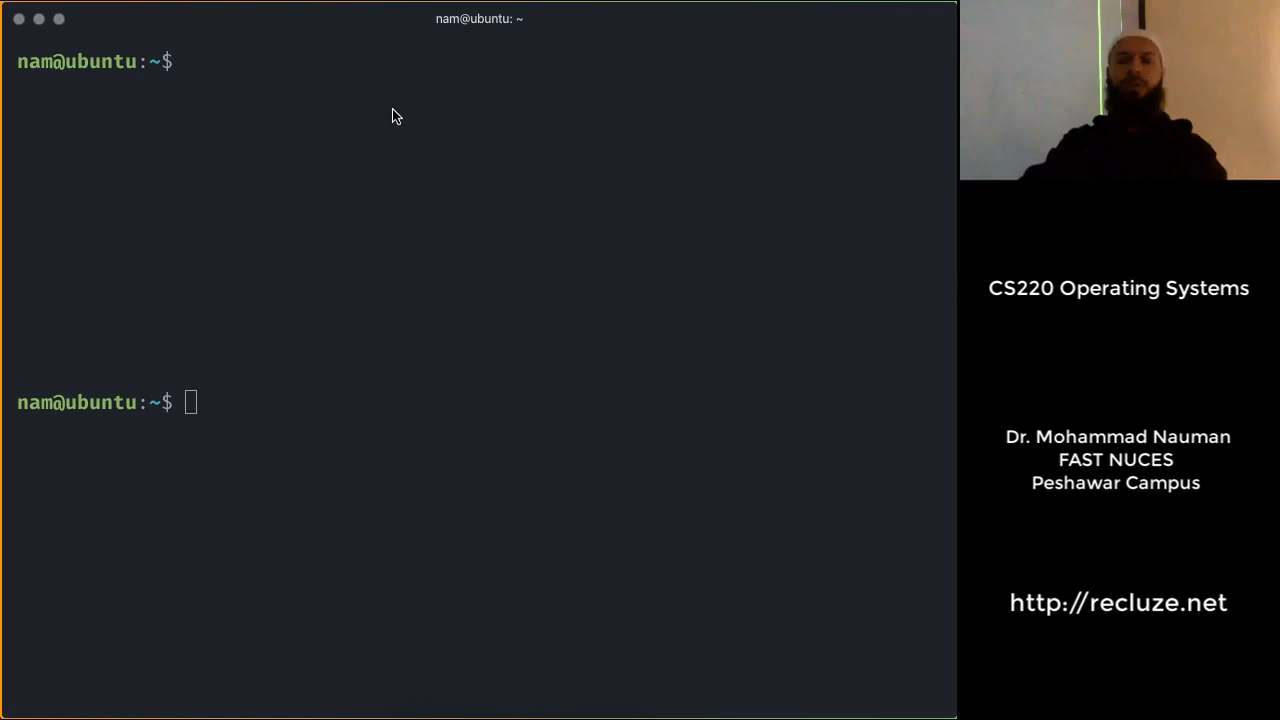 nam@ubuntu: ~
nam@ubuntu:~$
nam@ubuntu:~$
CS220 Operating Systems
Dr. Mohammad Nauman
FAST NUCES
Peshawar Campus
http://recluze.net